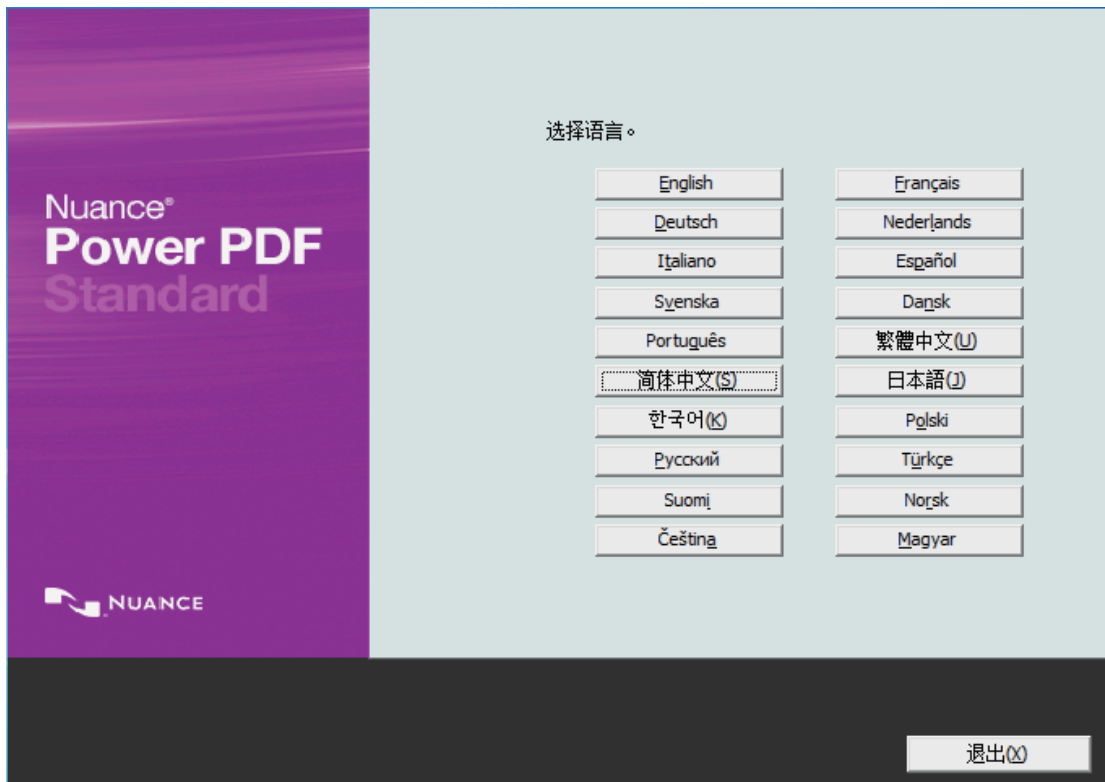 Nuance®
Power PDF
Standard
NUANCE
选择语言。
English Français
Deutsch Nederlands
Italiano Español
Svenska Dansk
Português 繁體中文(U)
简体中文(S) 日本語(J)
한국어(K) Polski
Русский Türkçe
Suomi Norsk
Čeština Magyar
退出(X)